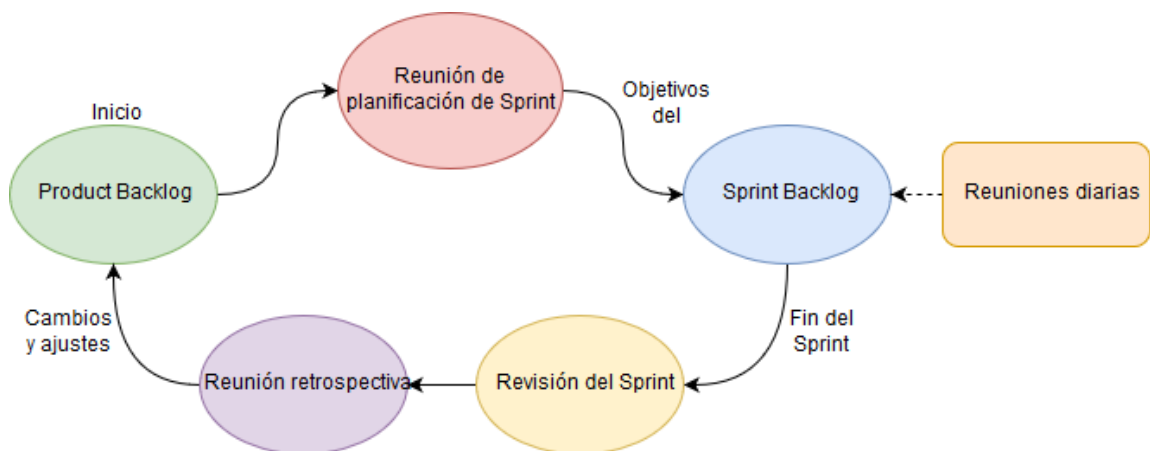 Inicio
Product Backlog
Reunión de
planificación de Sprint
Objetivos
del
Sprint Backlog
Reuniones diarias
Fin del
Sprint
Revisión del Sprint
Reunión retrospectiva
Cambios
y ajustes